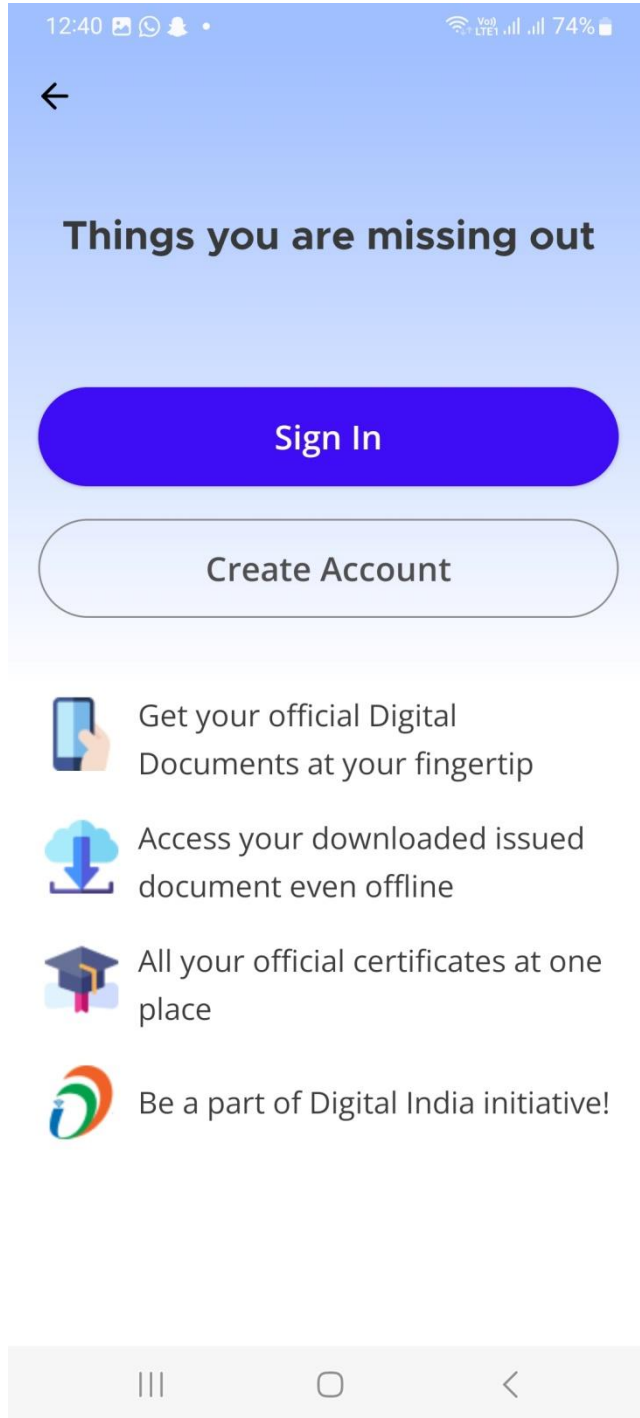 12:40 74%
Vo)) LTE1
Things you are missing out
Sign In
Create Account
Get your official Digital
Documents at your fingertip
Access your downloaded issued
document even offline
All your official certificates at one
place
Be a part of Digital India initiative!